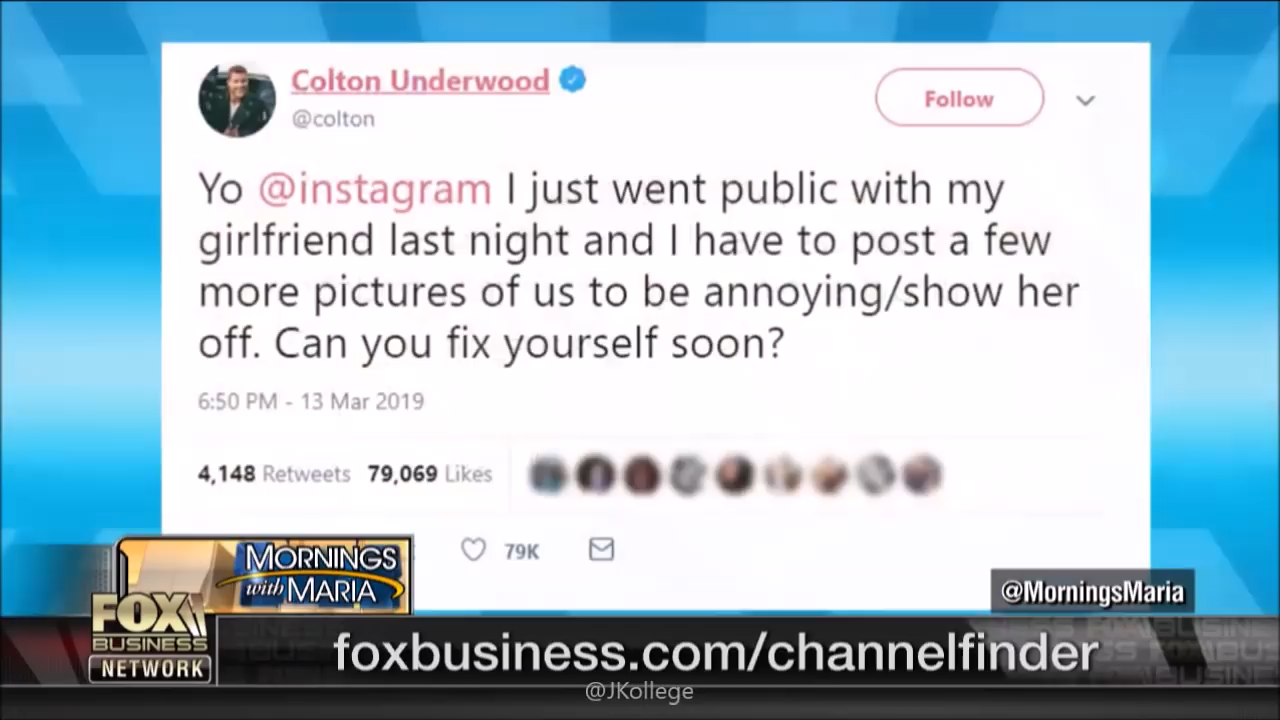 Colton Underwood
@colton
Follow
Yo @instagram I just went public with my
girlfriend last night and I have to post a few
more pictures of us to be annoying/show her
off. Can you fix yourself soon?
6:50 PM - 13 Mar 2019
4,148 Retweets 79,069 Likes
79K
MORNINGS
with MARIA
@MorningsMaria
FOX
BUSINESS
NETWORK
foxbusiness.com/channelfinder
@JKollege